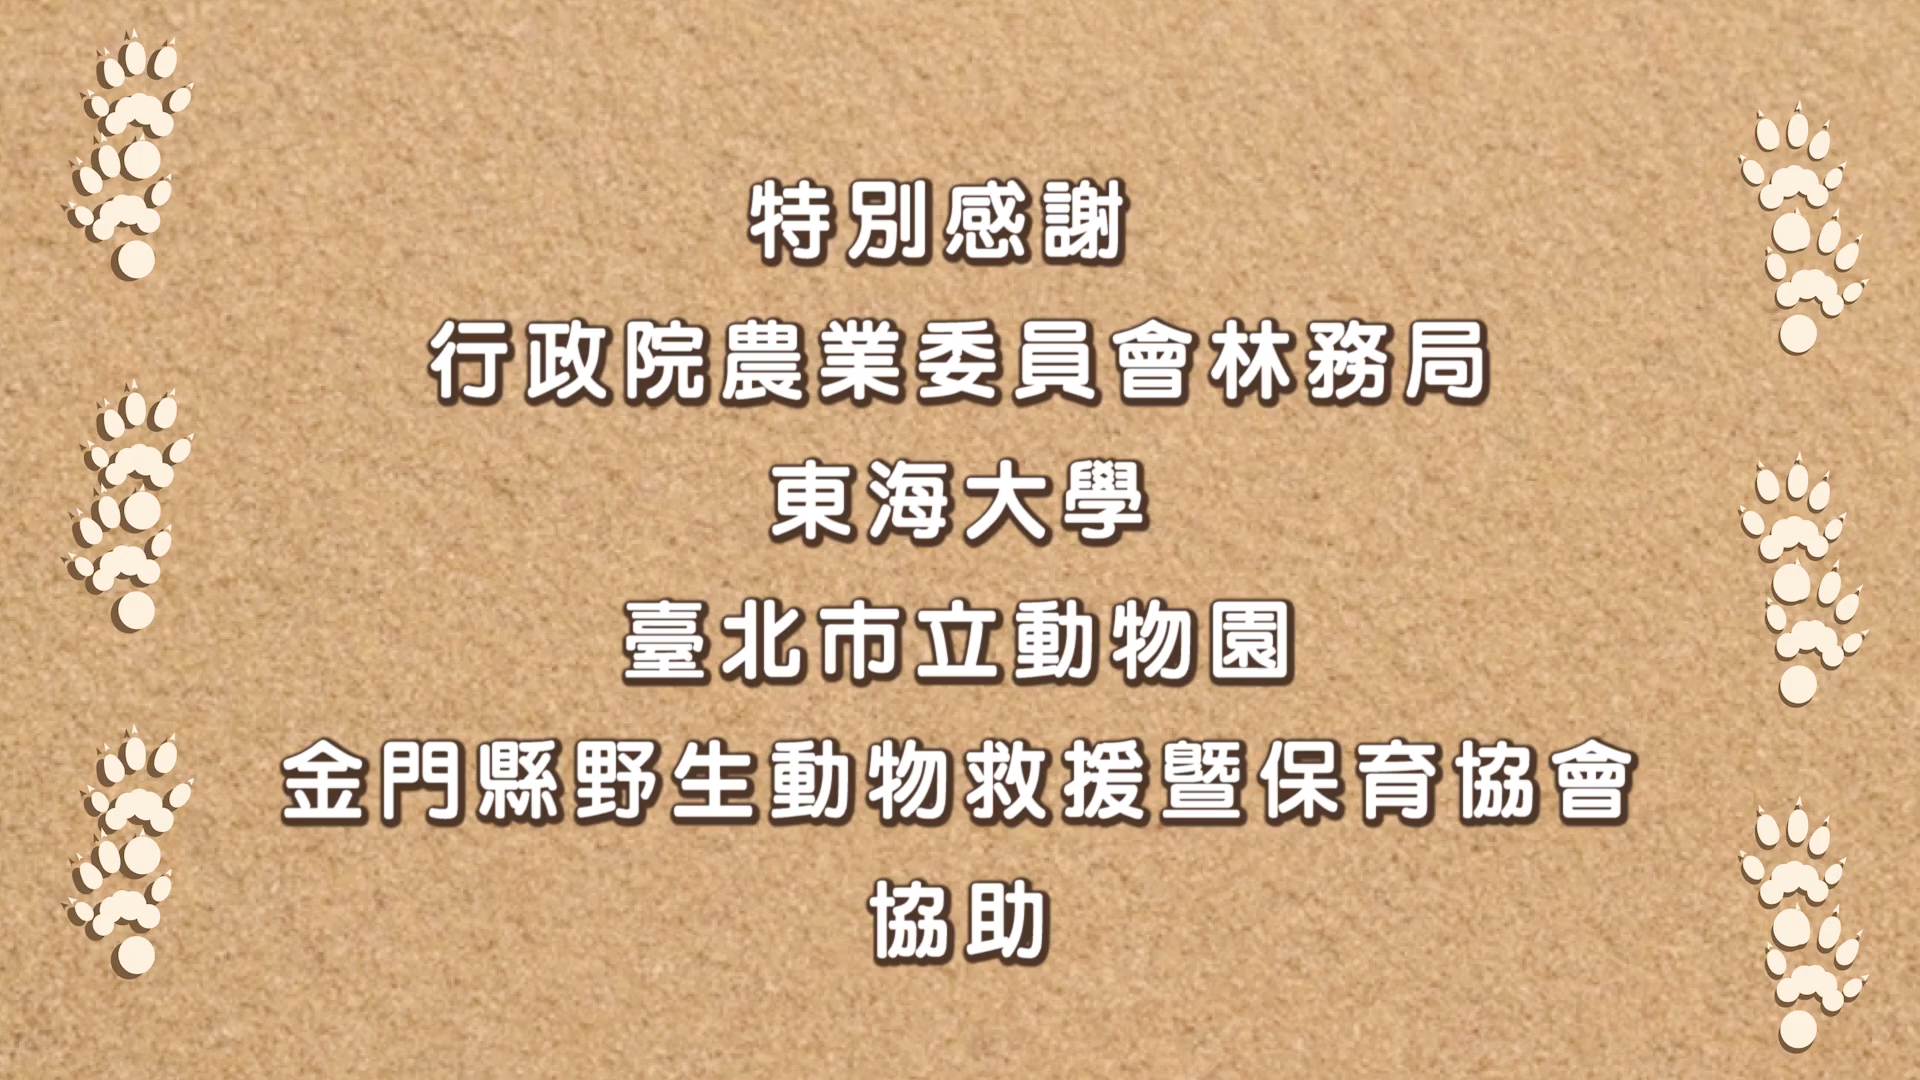 特別感謝
行政院農業委員會林務局
東海大學
臺北市立動物園
金門縣野生動物救援暨保育協會
協助